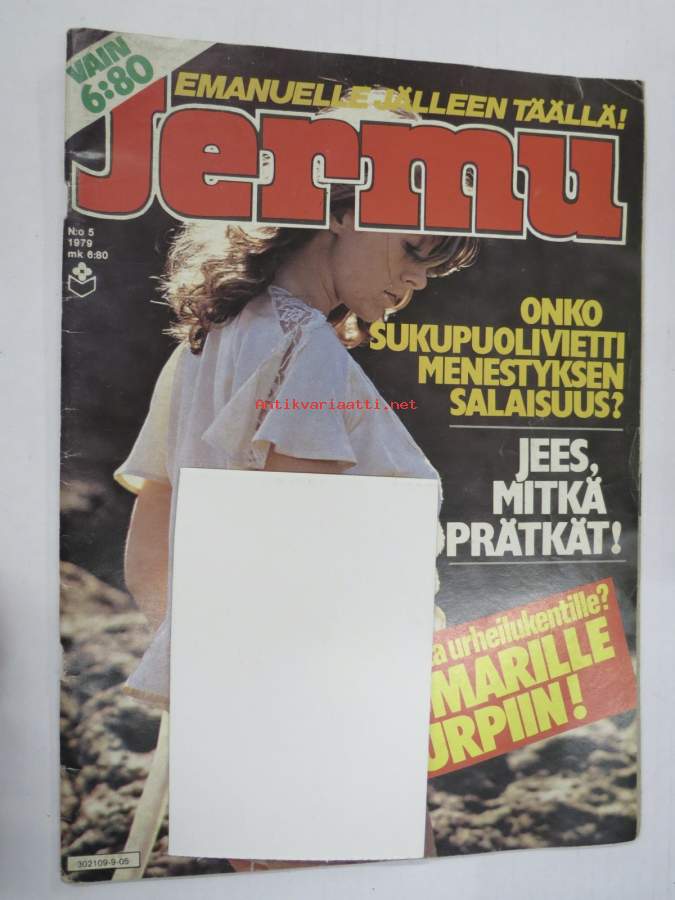 VAIN
6:80
EMANUELLE JÄLLEEN TÄÄLLÄ!
Jermu
N:o 5
1979
mk 6:80
ONKO
SUKUPUOLIVIETTI
MENESTYKSEN
SALAISUUS?
Antikvariaatti.net
JEES,
MITKÄ
PRÄTKÄT!
a urheilukentille?
MARILLE
URPIIN!
302109-9-05